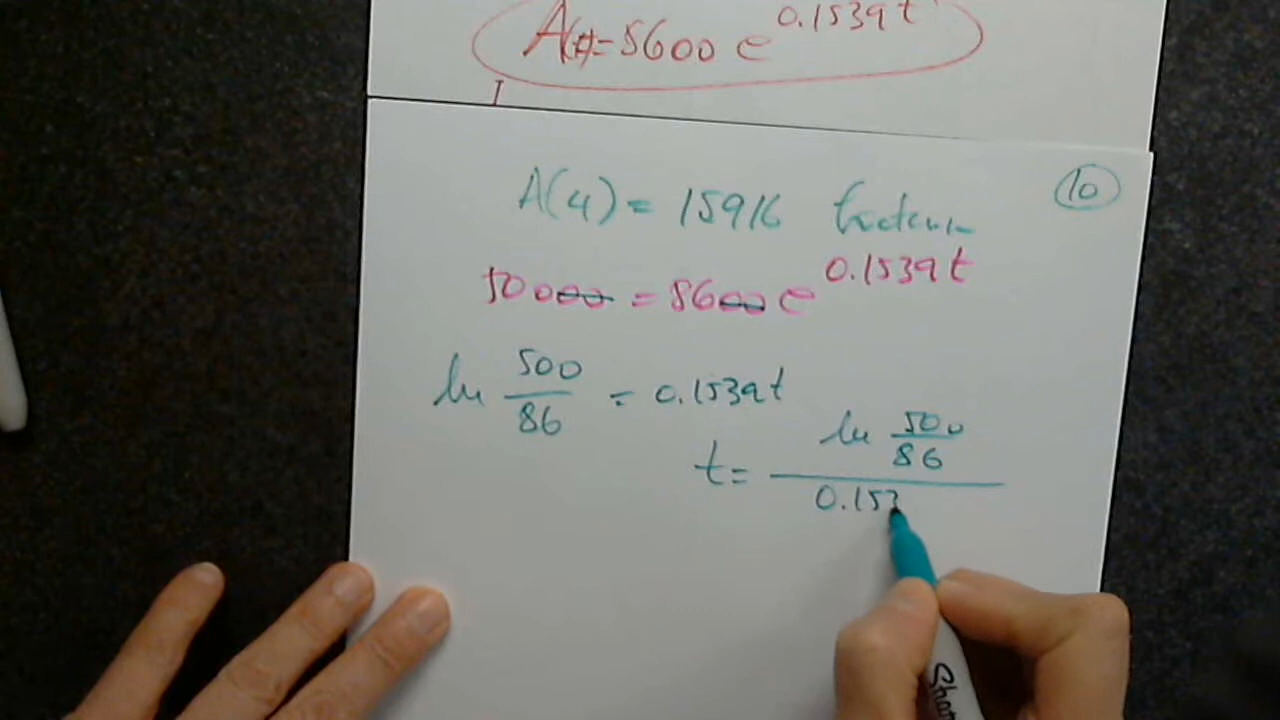 A(t)=8600 e^0.1539t
10
A(4) = 15916 bacteria
50000 = 8600 e^0.1539t
ln 500/86 = 0.1539t
t = ln 500/86 / 0.153
Shar